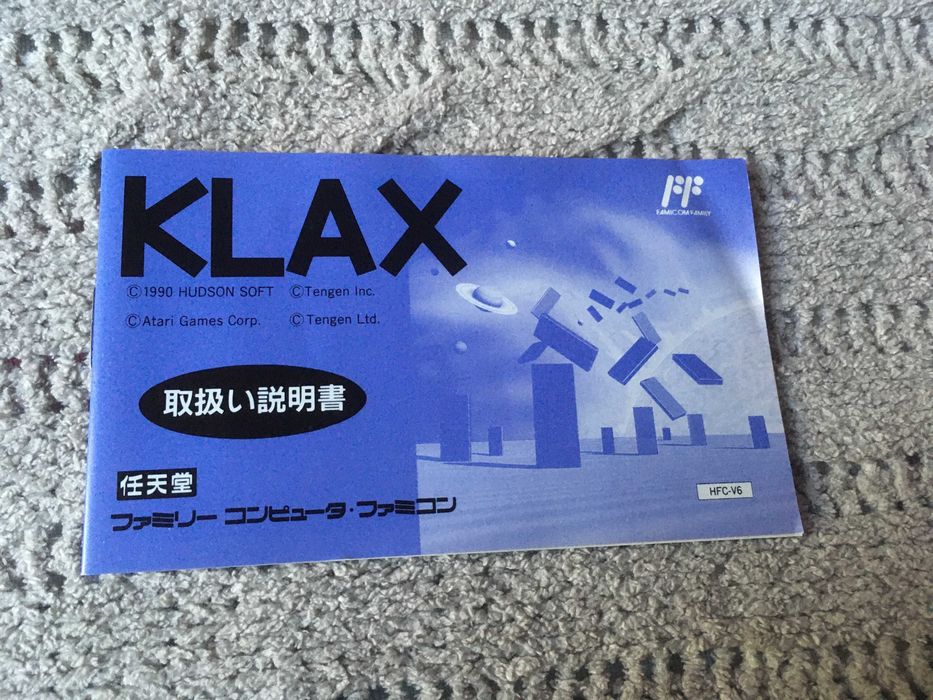 KLAX
FAMICOM FAMILY
©1990 HUDSON SOFT ©Tengen Inc.
©Atari Games Corp. ©Tengen Ltd.
取扱い説明書
任天堂
HFC-V6
ファミリー コンピュータ・ファミコン